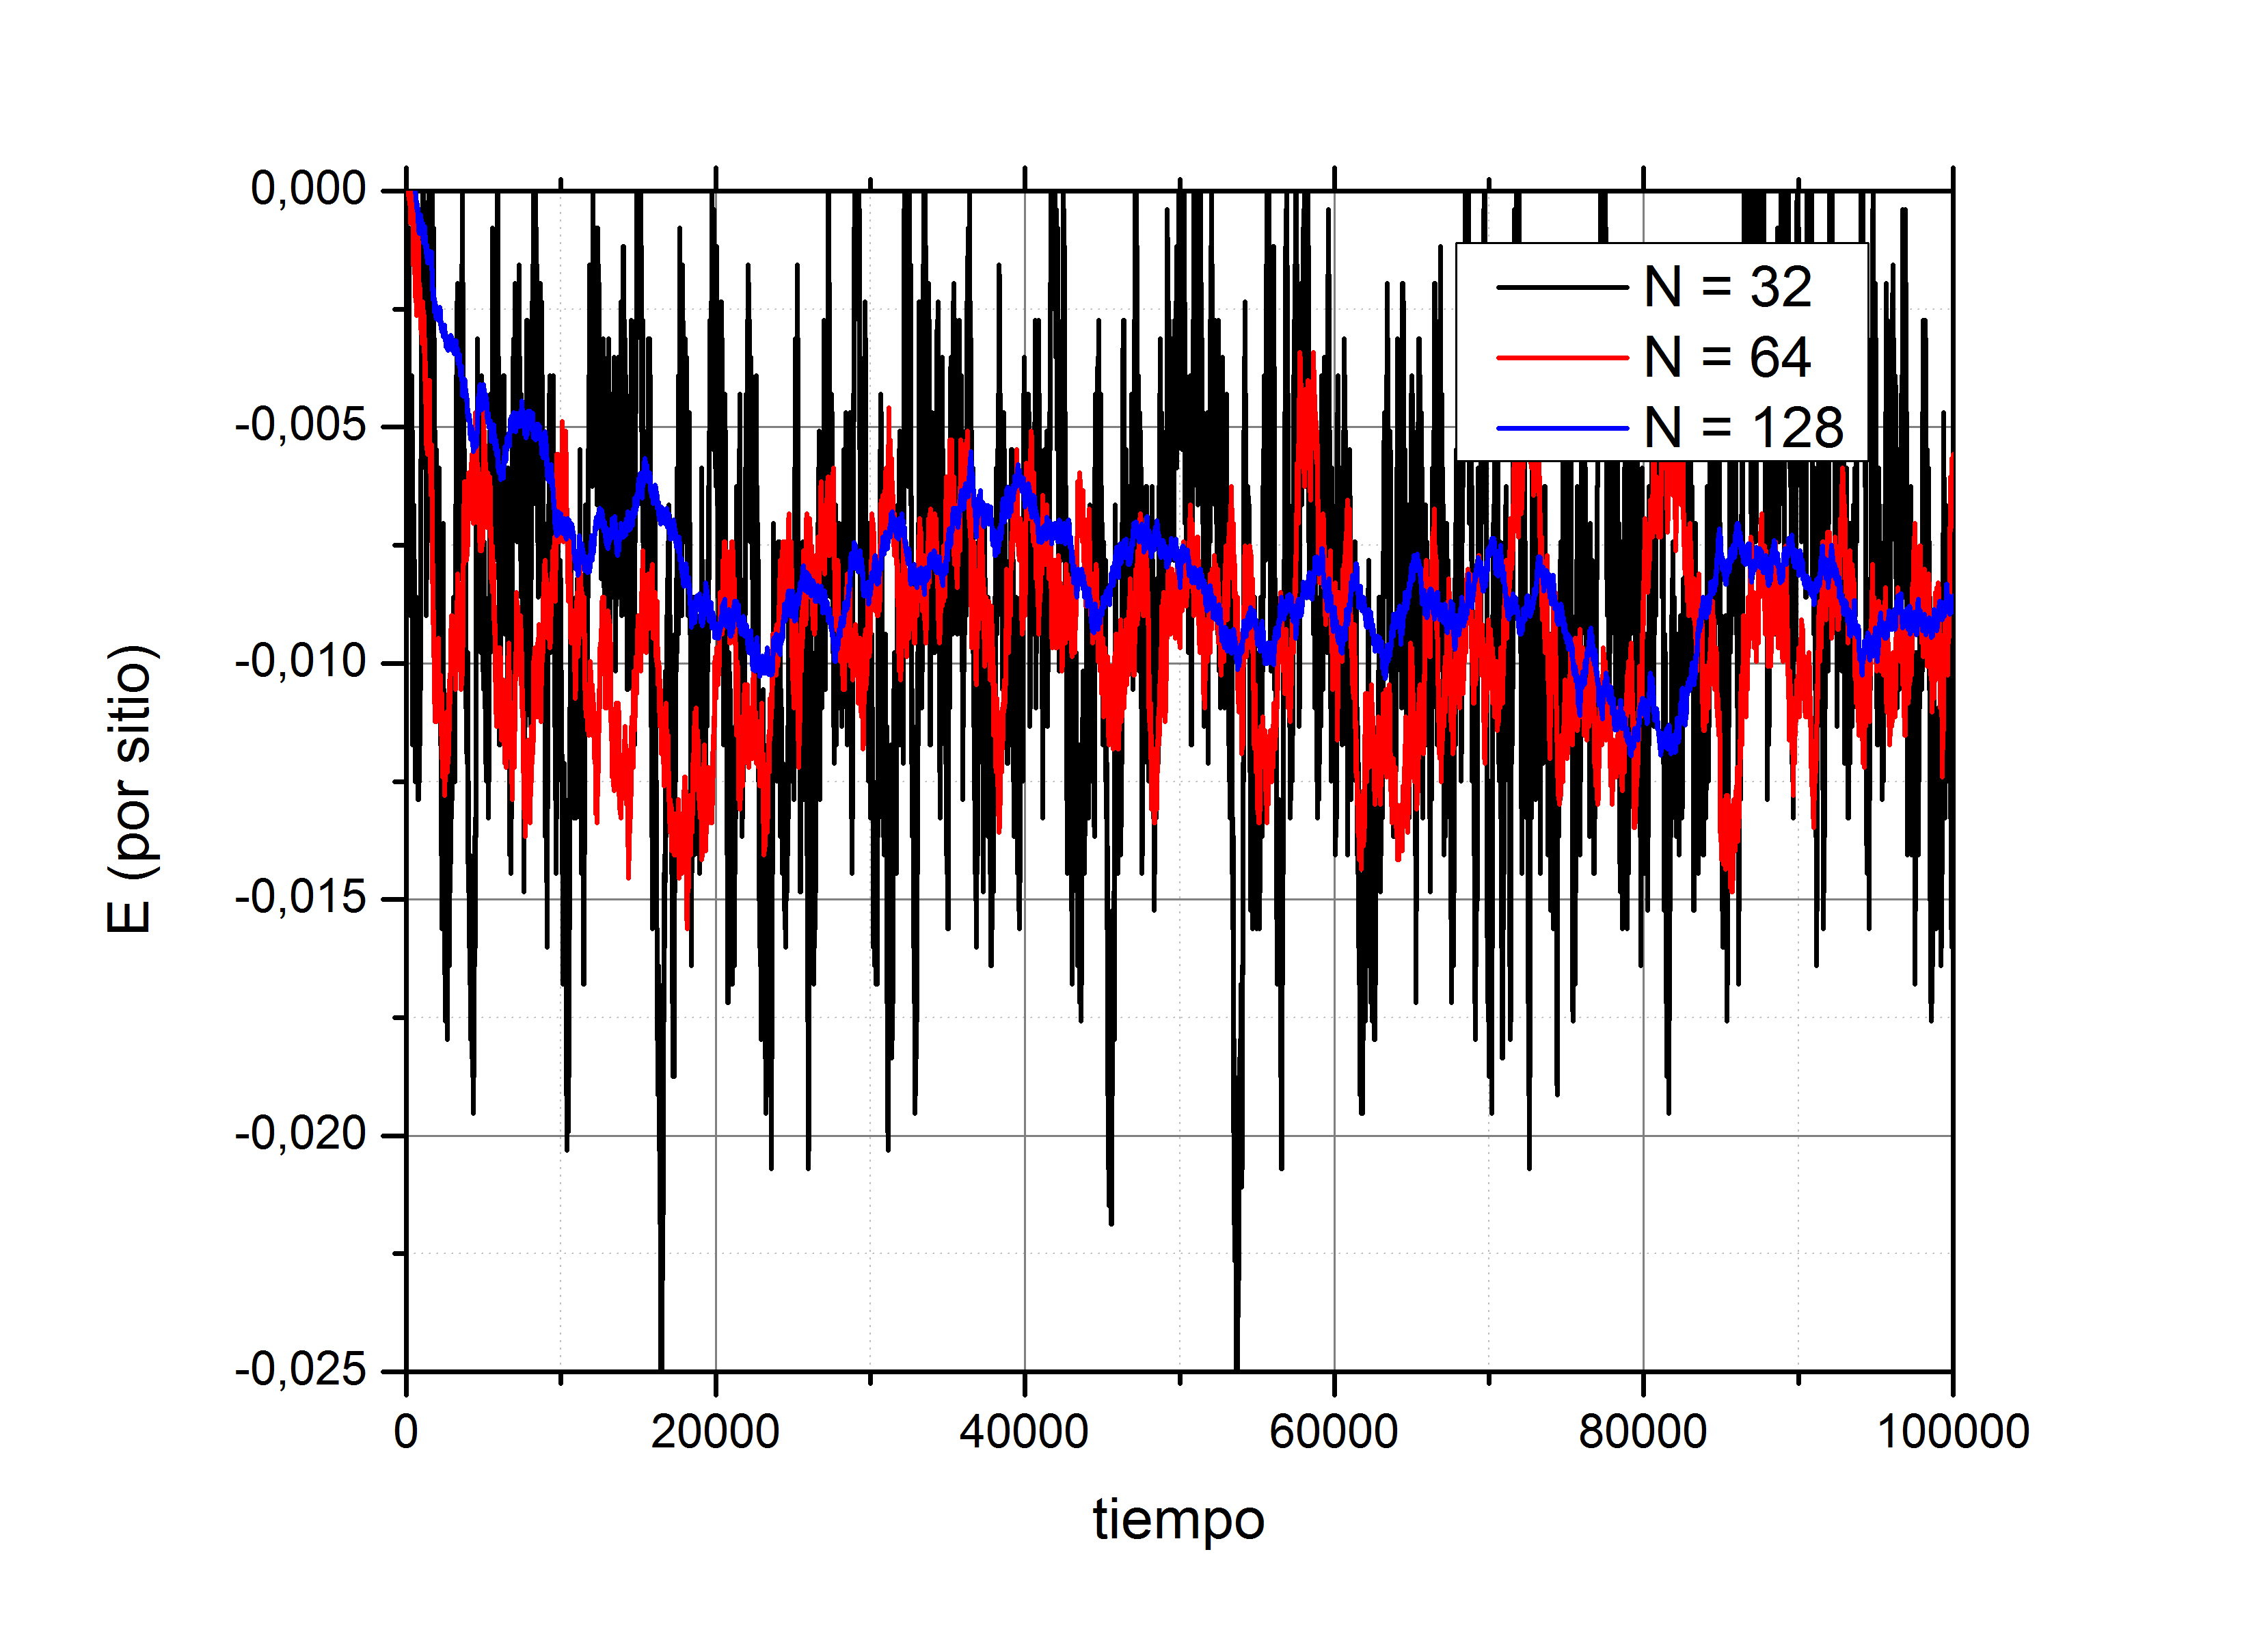 0,000
-0,005
-0,010
-0,015
-0,020
-0,025
E (por sitio)
N = 32
N = 64
N = 128
0 20000 40000 60000 80000 100000
tiempo